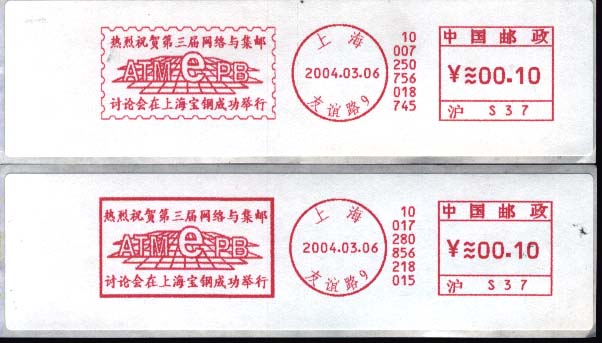 热烈祝贺第三届网络与集邮
ATM e PB
讨论会在上海宝钢成功举行
上海
2004.03.06
友谊路9
10
007
250
756
018
745
中国邮政
¥≋00.10
沪 S37
热烈祝贺第三届网络与集邮
ATM e PB
讨论会在上海宝钢成功举行
上海
2004.03.06
友谊路9
10
017
280
856
218
015
中国邮政
¥≋00.10
沪 S37